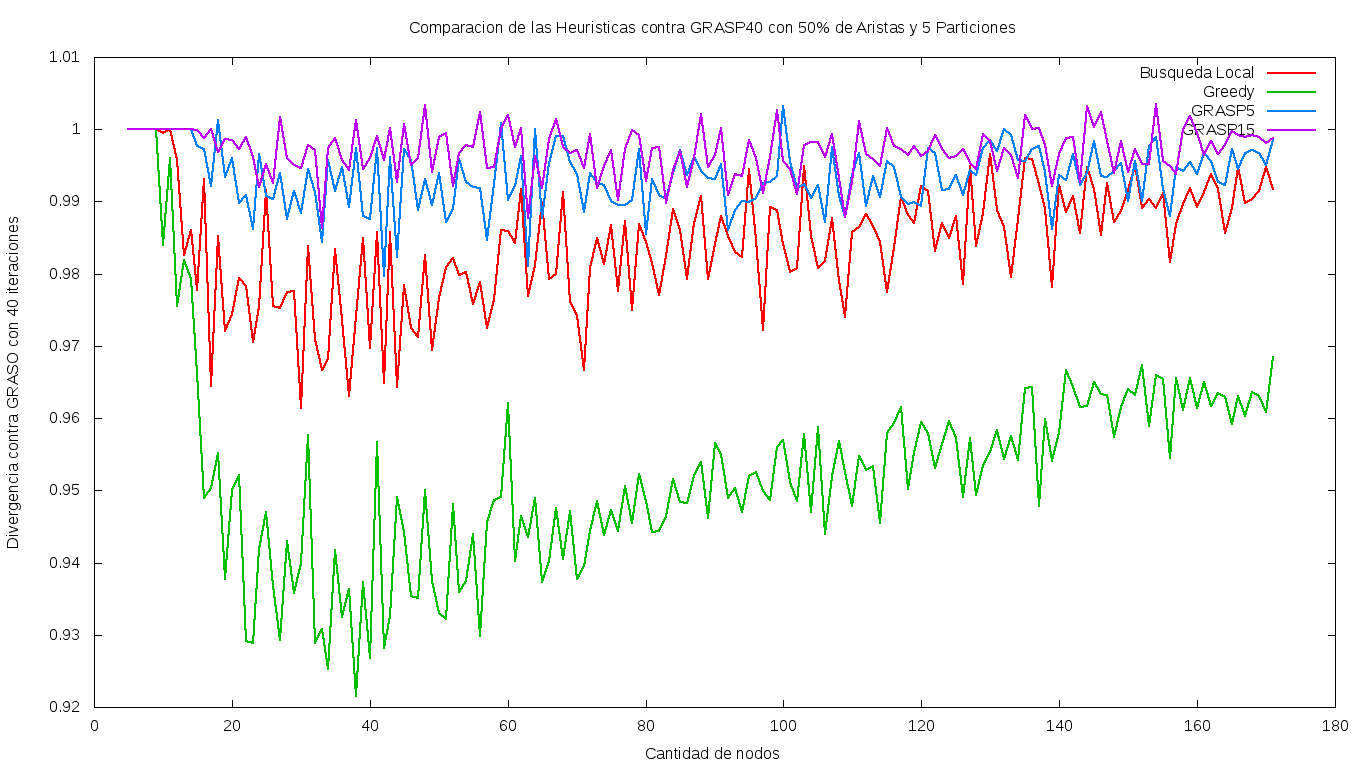 Comparacion de las Heuristicas contra GRASP40 con 50% de Aristas y 5 Particiones
Divergencia contra GRASO con 40 iteraciones
1.01
1
0.99
0.98
0.97
0.96
0.95
0.94
0.93
0.92
Busqueda Local
Greedy
GRASP5
GRASP15
0
20
40
60
80
100
120
140
160
180
Cantidad de nodos